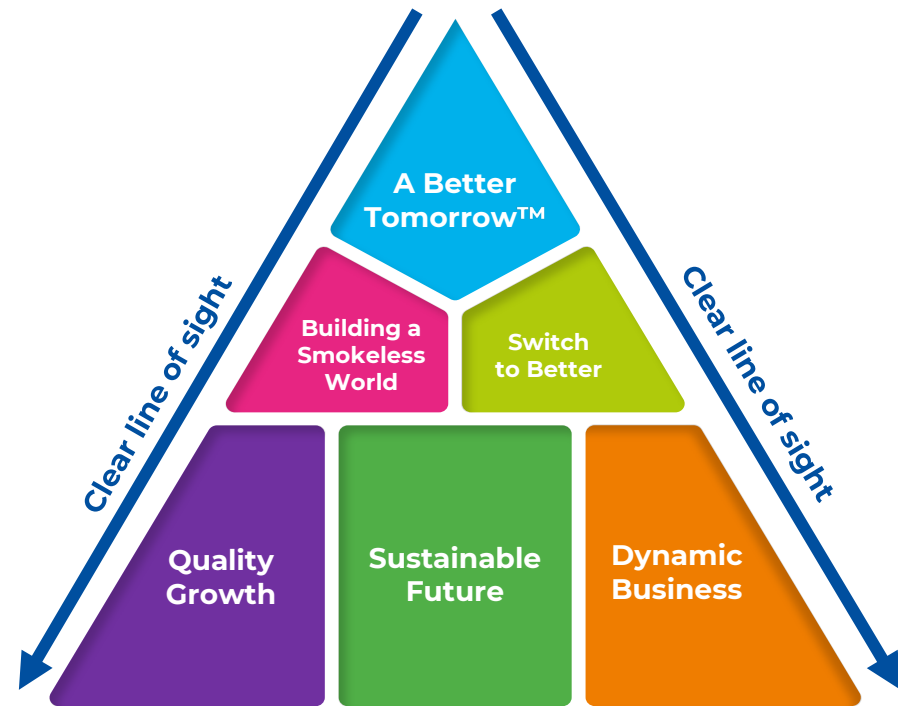 A Better
Tomorrow™
Building a
Smokeless
World
Switch
to Better
Clear line of sight
Clear line of sight
Quality
Growth
Sustainable
Future
Dynamic
Business